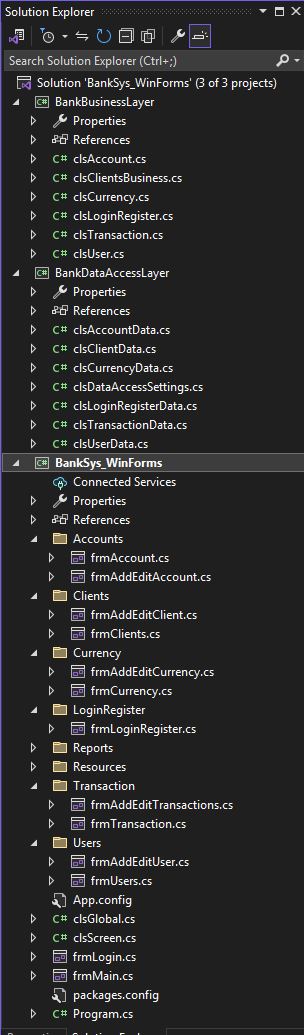 Solution Explorer
Search Solution Explorer (Ctrl+;)
Solution 'BankSys_WinForms' (3 of 3 projects)
C# BankBusinessLayer
Properties
References
C# clsAccount.cs
C# clsClientsBusiness.cs
C# clsCurrency.cs
C# clsLoginRegister.cs
C# clsTransaction.cs
C# clsUser.cs
C# BankDataAccessLayer
Properties
References
C# clsAccountData.cs
C# clsClientData.cs
C# clsCurrencyData.cs
C# clsDataAccessSettings.cs
C# clsLoginRegisterData.cs
C# clsTransactionData.cs
C# clsUserData.cs
C# BankSys_WinForms
Connected Services
Properties
References
Accounts
frmAccount.cs
frmAddEditAccount.cs
Clients
frmAddEditClient.cs
frmClients.cs
Currency
frmAddEditCurrency.cs
frmCurrency.cs
LoginRegister
frmLoginRegister.cs
Reports
Resources
Transaction
frmAddEditTransactions.cs
frmTransaction.cs
Users
frmAddEditUser.cs
frmUsers.cs
App.config
C# clsGlobal.cs
C# clsScreen.cs
frmLogin.cs
frmMain.cs
packages.config
C# Program.cs